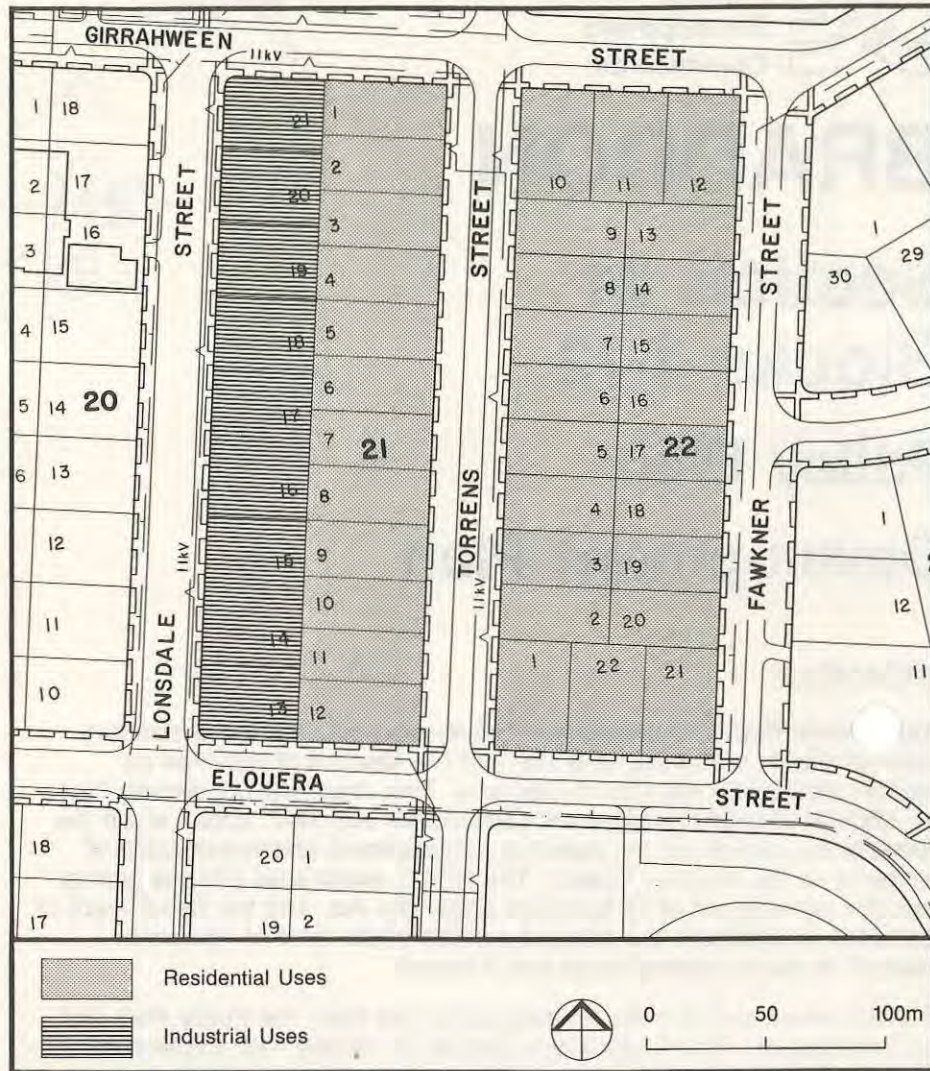 GIRRAHWEEN
STREET
11kV
1 18
2 17
3 16
4 15
5 14 20
6 13
12
11
10
STREET
LONSDALE
11kV
21 1
20 2
3
19 4
18 5
6
17 7 21
16 8
15 9
10
14 11
13 12
STREET
TORRENS
11kV
10 11 12
9 13
8 14
7 15
6 16
5 17 22
4 18
3 19
2 20
1 22 21
STREET
FAWKNER
1
29
30
1
12
11
ELOUERA
STREET
18
17
20 1
19 2
Residential Uses
Industrial Uses
0 50 100m